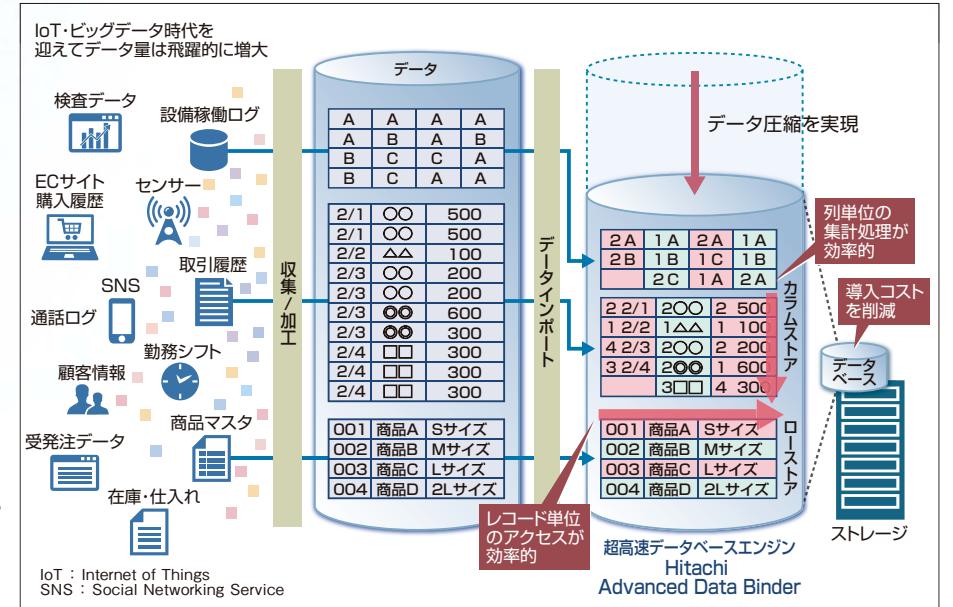 IoT・ビッグデータ時代を
迎えてデータ量は飛躍的に増大
検査データ
設備稼働ログ
ECサイト
購入履歴
センサー
取引履歴
SNS
通話ログ
勤務シフト
顧客情報
商品マスタ
受発注データ
在庫・仕入れ
収集/加工
データ
A A A A
A B A B
B C C A
B C A A
2/1 ○○ 500
2/1 ○○ 500
2/2 △△ 100
2/3 ○○ 200
2/3 ○○ 200
2/3 ◎◎ 600
2/3 ◎◎ 300
2/4 □□ 300
2/4 □□ 300
2/4 □□ 300
001 商品A Sサイズ
002 商品B Mサイズ
003 商品C Lサイズ
004 商品D 2Lサイズ
データインポート
データ圧縮を実現
列単位の
集計処理が
効率的
2A 1A 2A 1A
2B 1B 1C 1B
2C 1A 2A
2 2/1 2○○ 2 500
1 2/2 1△△ 1 100
4 2/3 2○○ 2 200
3 2/4 2◎◎ 1 600
3□□ 4 300
カラムストア
001 商品A Sサイズ
002 商品B Mサイズ
003 商品C Lサイズ
004 商品D 2Lサイズ
ローストア
レコード単位
のアクセスが
効率的
超高速データベースエンジン
Hitachi
Advanced Data Binder
導入コスト
を削減
データ
ベース
ストレージ
IoT : Internet of Things
SNS : Social Networking Service